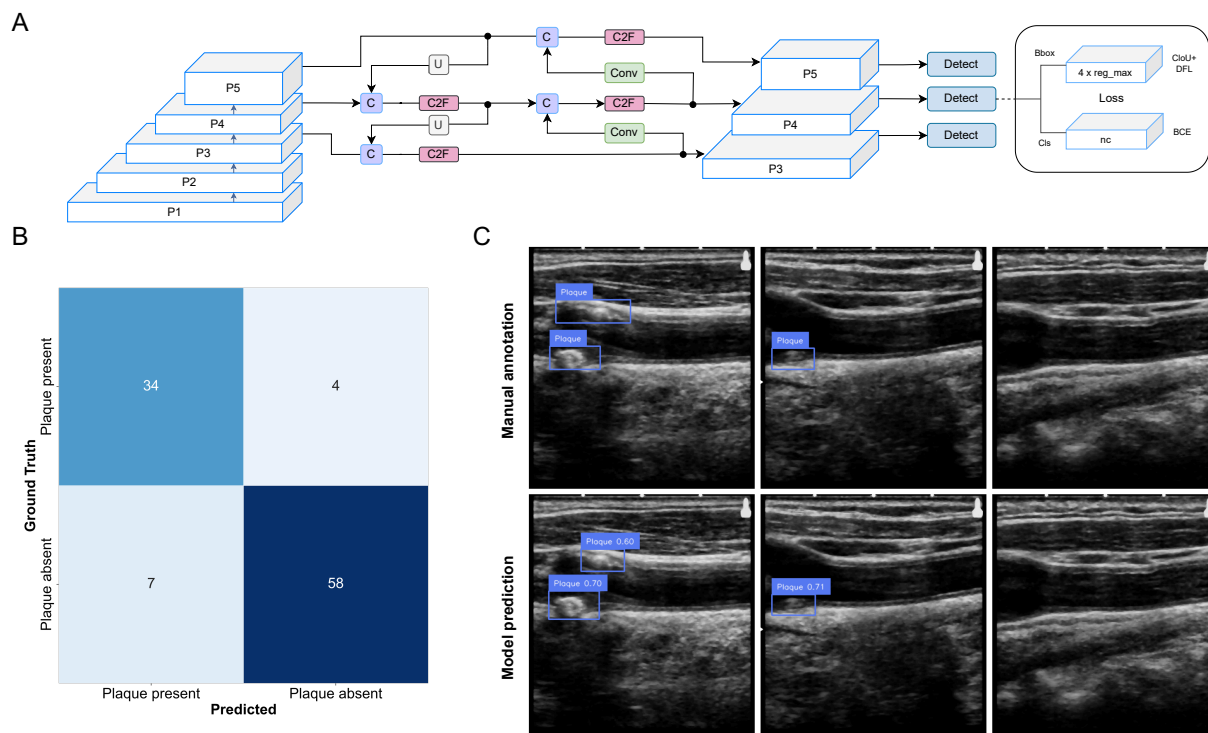 A
P5
P4
P3
P2
P1
U
C
C2F
U
C
C2F
C
C2F
Conv
C
C2F
Conv
P5
P4
P3
Detect
Detect
Detect
Bbox
4 x reg_max
CIoU+
DFL
Loss
Cls
nc
BCE
B
Ground Truth
Plaque present
Plaque absent
34
4
7
58
Plaque present
Plaque absent
Predicted
C
Manual annotation
Plaque
Plaque
Plaque
Model prediction
Plaque 0.60
Plaque 0.70
Plaque 0.71